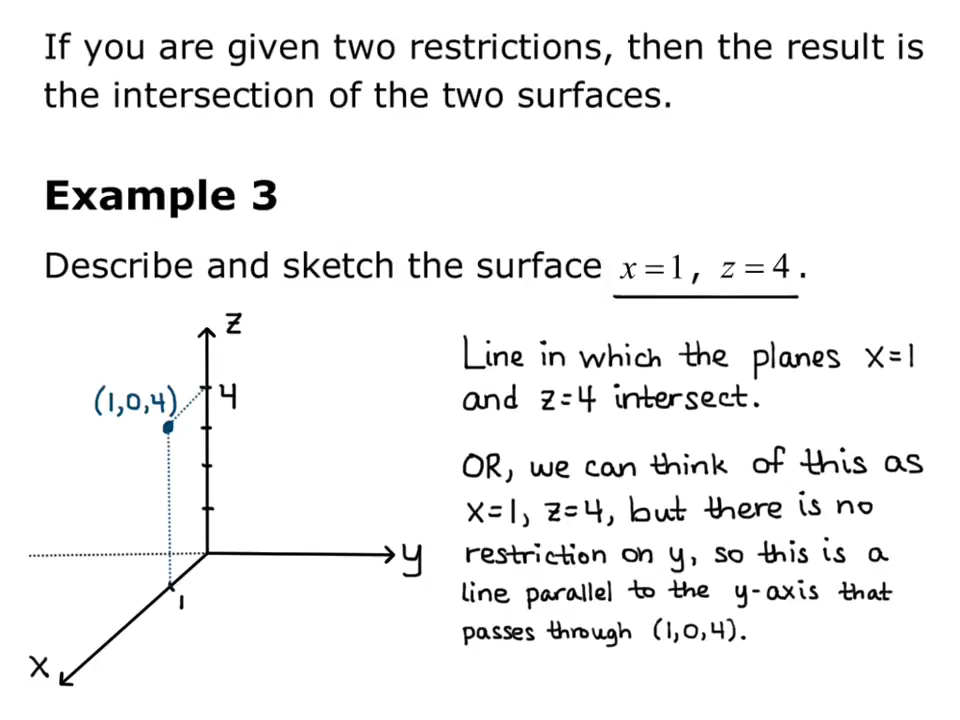 If you are given two restrictions, then the result is
the intersection of the two surfaces.
Example 3
Describe and sketch the surface x = 1, z = 4.
z
(1,0,4)
4
y
1
x
Line in which the planes x=1
and z=4 intersect.
OR, we can think of this as
x=1, z=4, but there is no
restriction on y, so this is a
line parallel to the y-axis that
passes through (1,0,4).